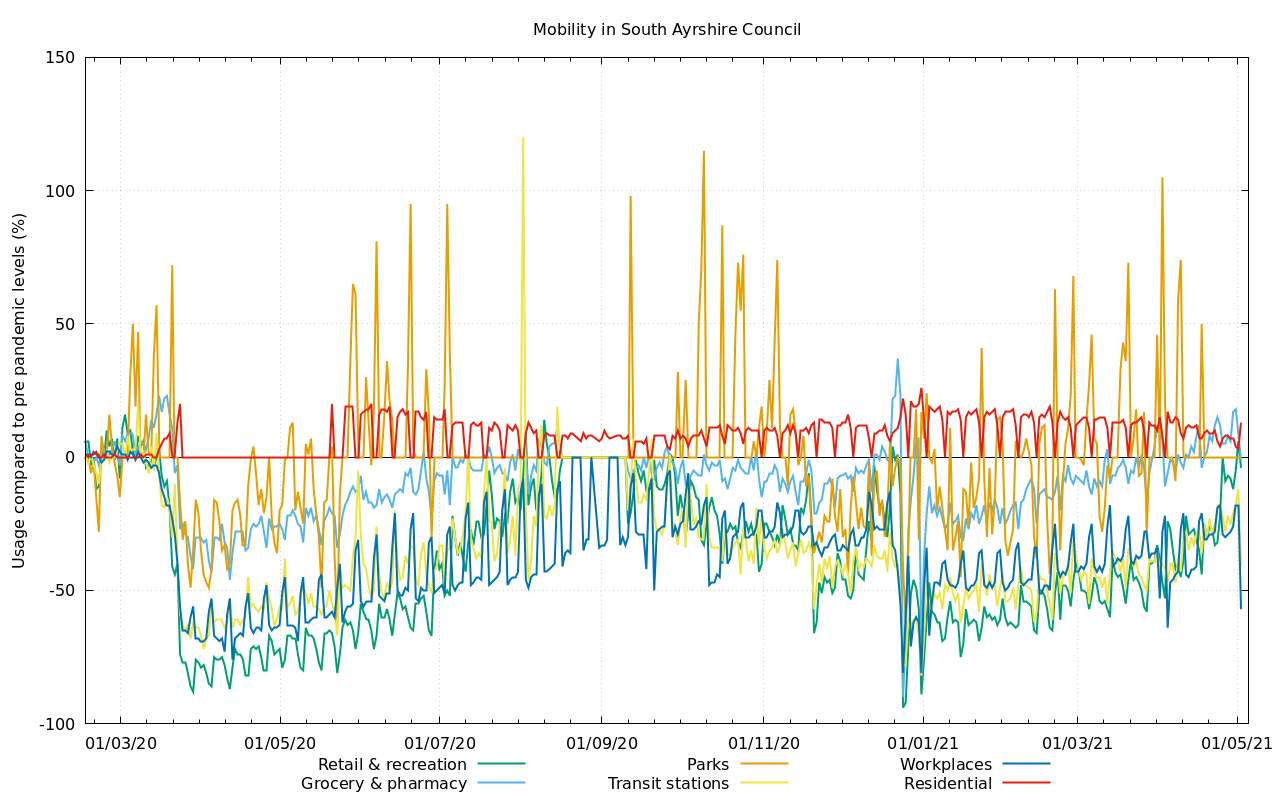 Mobility in South Ayrshire Council
Usage compared to pre pandemic levels (%)
150
100
50
0
-50
-100
01/03/20 01/05/20 01/07/20 01/09/20 01/11/20 01/01/21 01/03/21 01/05/21
Retail & recreation Parks Workplaces
Grocery & pharmacy Transit stations Residential